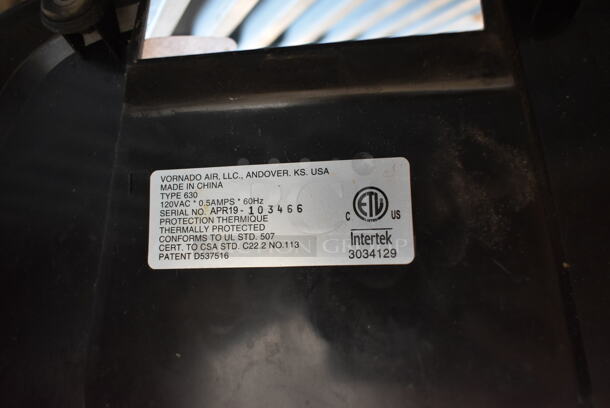 VORNADO AIR, LLC., ANDOVER. KS. USA
MADE IN CHINA
TYPE 630
120VAC * 0.5AMPS * 60Hz
SERIAL NO. APR19-103466
PROTECTION THERMIQUE
THERMALLY PROTECTED
CONFORMS TO UL STD. 507
CERT. TO CSA STD. C22.2 NO.113
PATENT D537516
C ETL US
Intertek
3034129